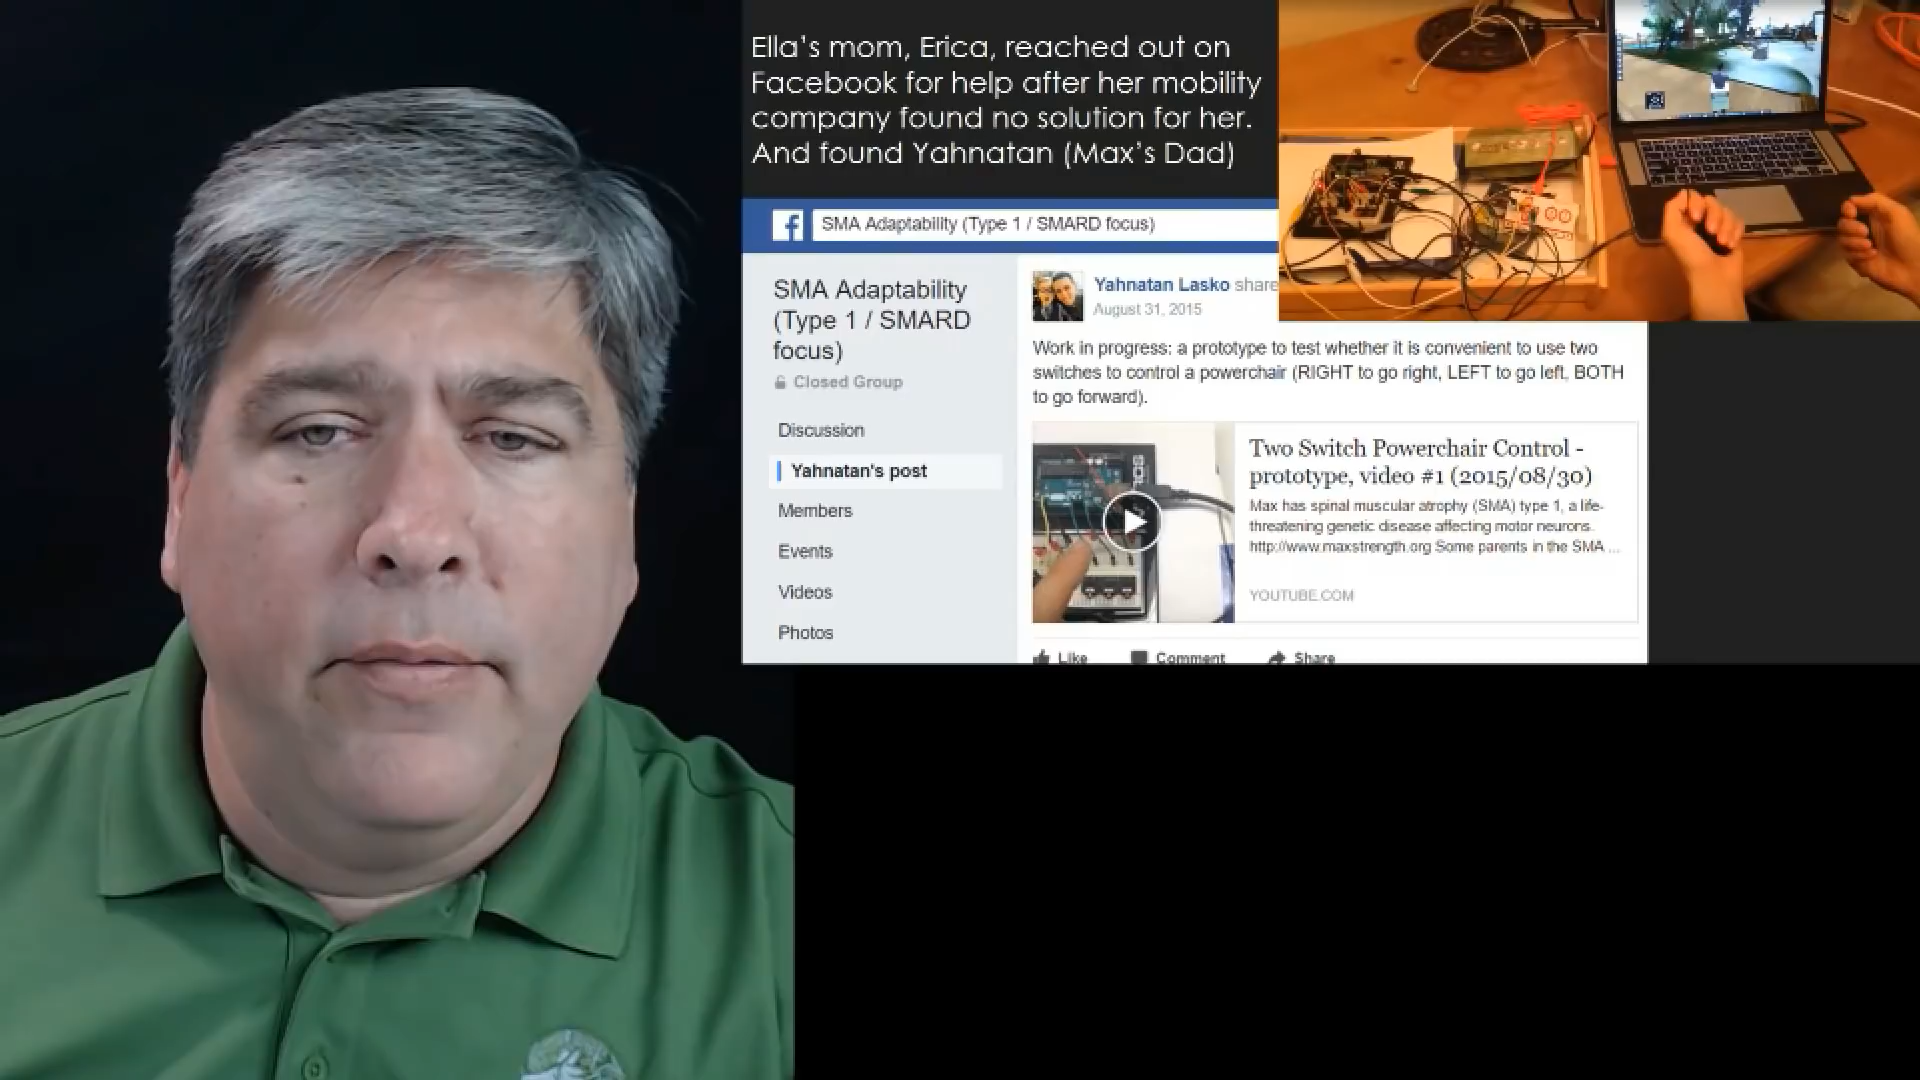 Ella's mom, Erica, reached out on
Facebook for help after her mobility
company found no solution for her.
And found Yahnatan (Max's Dad)
SMA Adaptability (Type 1 / SMARD focus)
SMA Adaptability
(Type 1 / SMARD
focus)
Closed Group
Discussion
Yahnatan's post
Members
Events
Videos
Photos
Yahnatan Lasko share
August 31, 2015
Work in progress: a prototype to test whether it is convenient to use two
switches to control a powerchair (RIGHT to go right, LEFT to go left, BOTH
to go forward).
Two Switch Powerchair Control -
prototype, video #1 (2015/08/30)
Max has spinal muscular atrophy (SMA) type 1, a life-
threatening genetic disease affecting motor neurons.
http://www.maxstrength.org Some parents in the SMA ...
YOUTUBE.COM
Like Comment Share